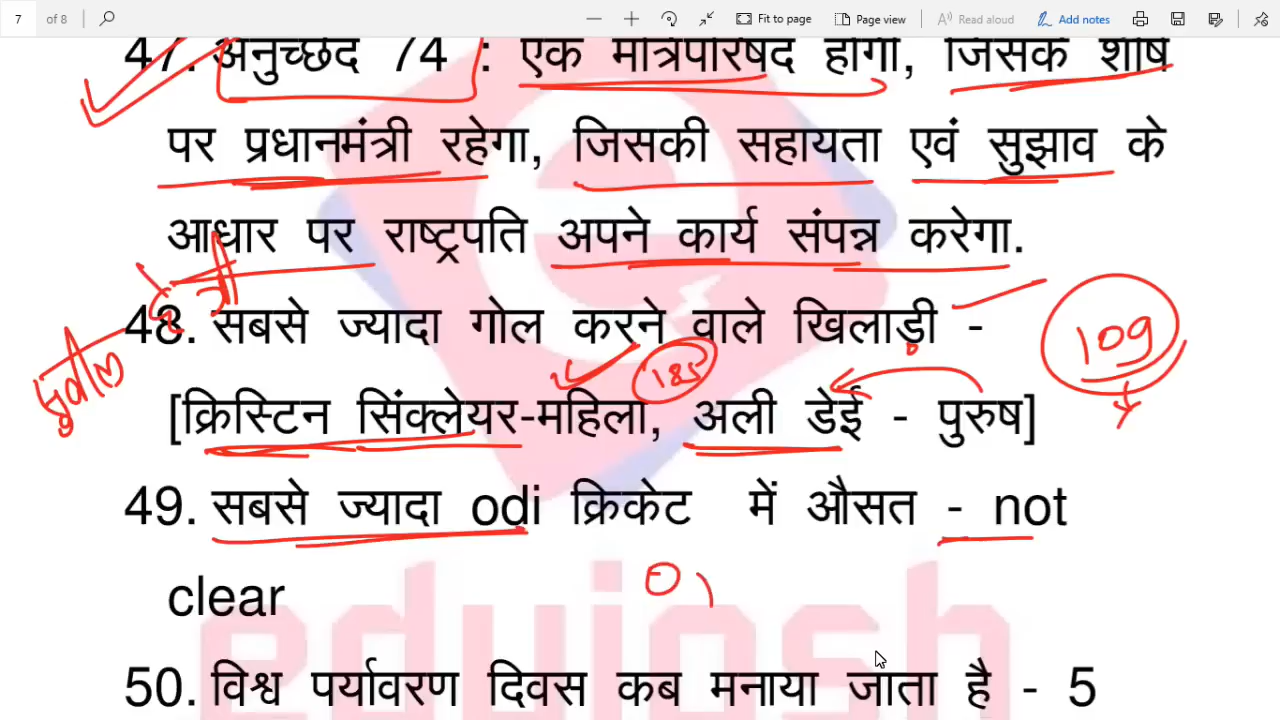 7 of 8 Fit to page Page view Read aloud Add notes
47. अनुच्छेद 74 : एक मंत्रिपरिषद होगी, जिसके शीर्ष
पर प्रधानमंत्री रहेगा, जिसकी सहायता एवं सुझाव के
आधार पर राष्ट्रपति अपने कार्य संपन्न करेगा.
48. सबसे ज्यादा गोल करने वाले खिलाड़ी -
109
185
[क्रिस्टिन सिंक्लेयर-महिला, अली डेई - पुरुष]
49. सबसे ज्यादा odi क्रिकेट में औसत - not
clear
50. विश्व पर्यावरण दिवस कब मनाया जाता है - 5
edujosh